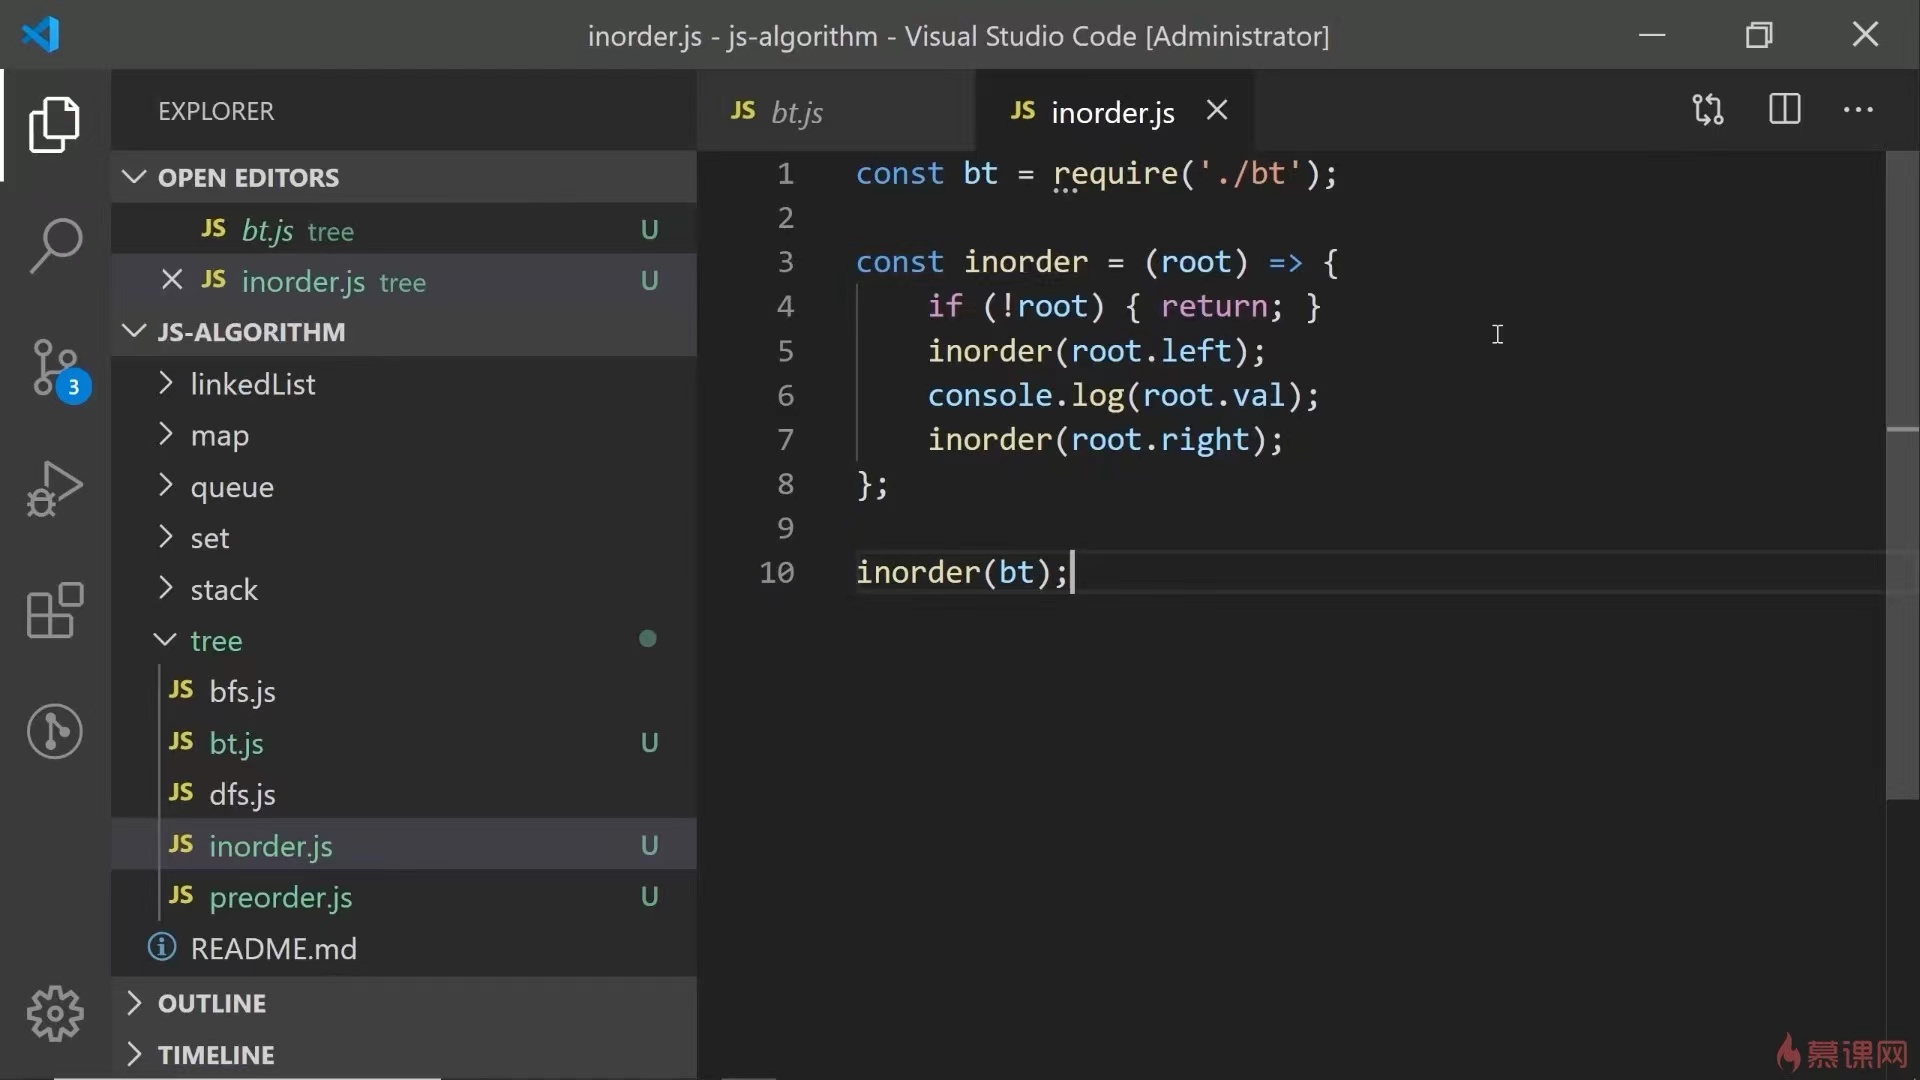 inorder.js - js-algorithm - Visual Studio Code [Administrator]
EXPLORER
OPEN EDITORS
JS bt.js tree U
JS inorder.js tree U
JS-ALGORITHM
linkedList
map
queue
set
stack
tree
JS bfs.js
JS bt.js U
JS dfs.js
JS inorder.js U
JS preorder.js U
README.md
OUTLINE
TIMELINE
3
JS bt.js
JS inorder.js
1 const bt = require('./bt');
2
3 const inorder = (root) => {
4 if (!root) { return; }
5 inorder(root.left);
6 console.log(root.val);
7 inorder(root.right);
8 };
9
10 inorder(bt);
慕课网